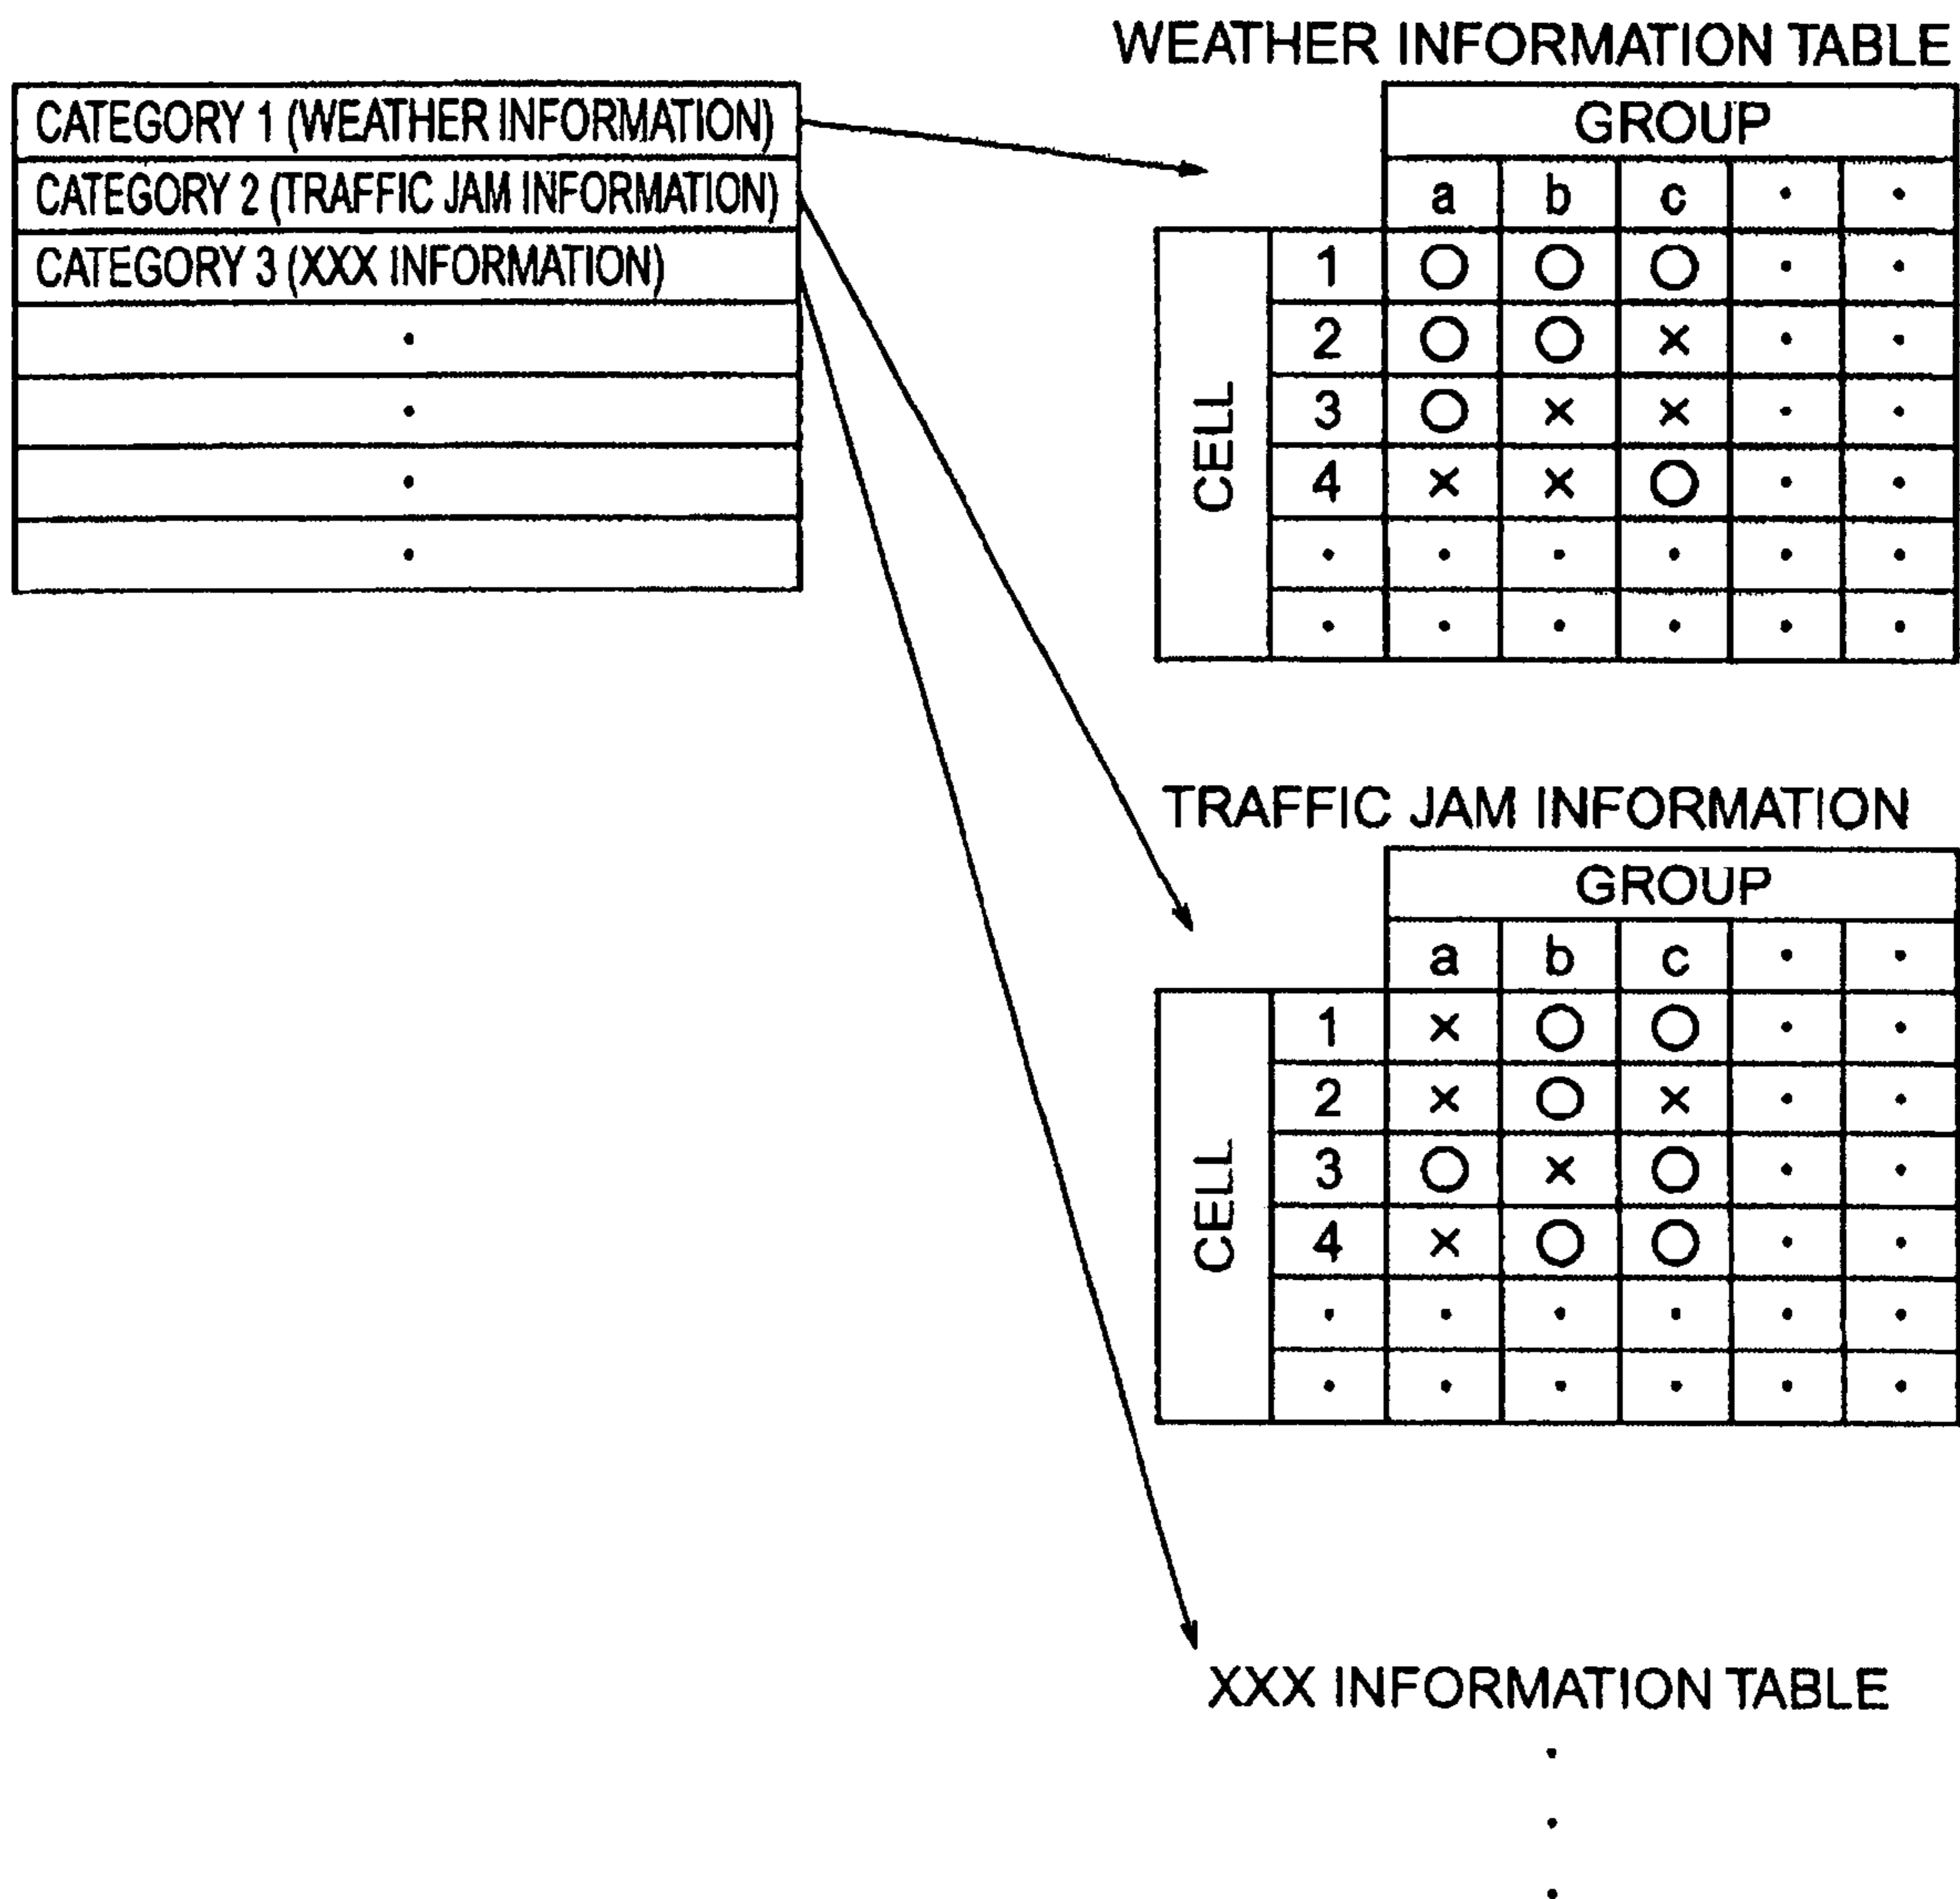 CATEGORY 1 (WEATHER INFORMATION)
CATEGORY 2 (TRAFFIC JAM INFORMATION)
CATEGORY 3 (XXX INFORMATION)
·
·
·
·
WEATHER INFORMATION TABLE
GROUP
a b c · ·
CELL
1 ○ ○ ○ · ·
2 ○ ○ × · ·
3 ○ × × · ·
4 × × ○ · ·
· · · · · ·
· · · · · ·
TRAFFIC JAM INFORMATION
GROUP
a b c · ·
CELL
1 × ○ ○ · ·
2 × ○ × · ·
3 ○ × ○ · ·
4 × ○ ○ · ·
· · · · · ·
· · · · · ·
XXX INFORMATION TABLE
·
·
·